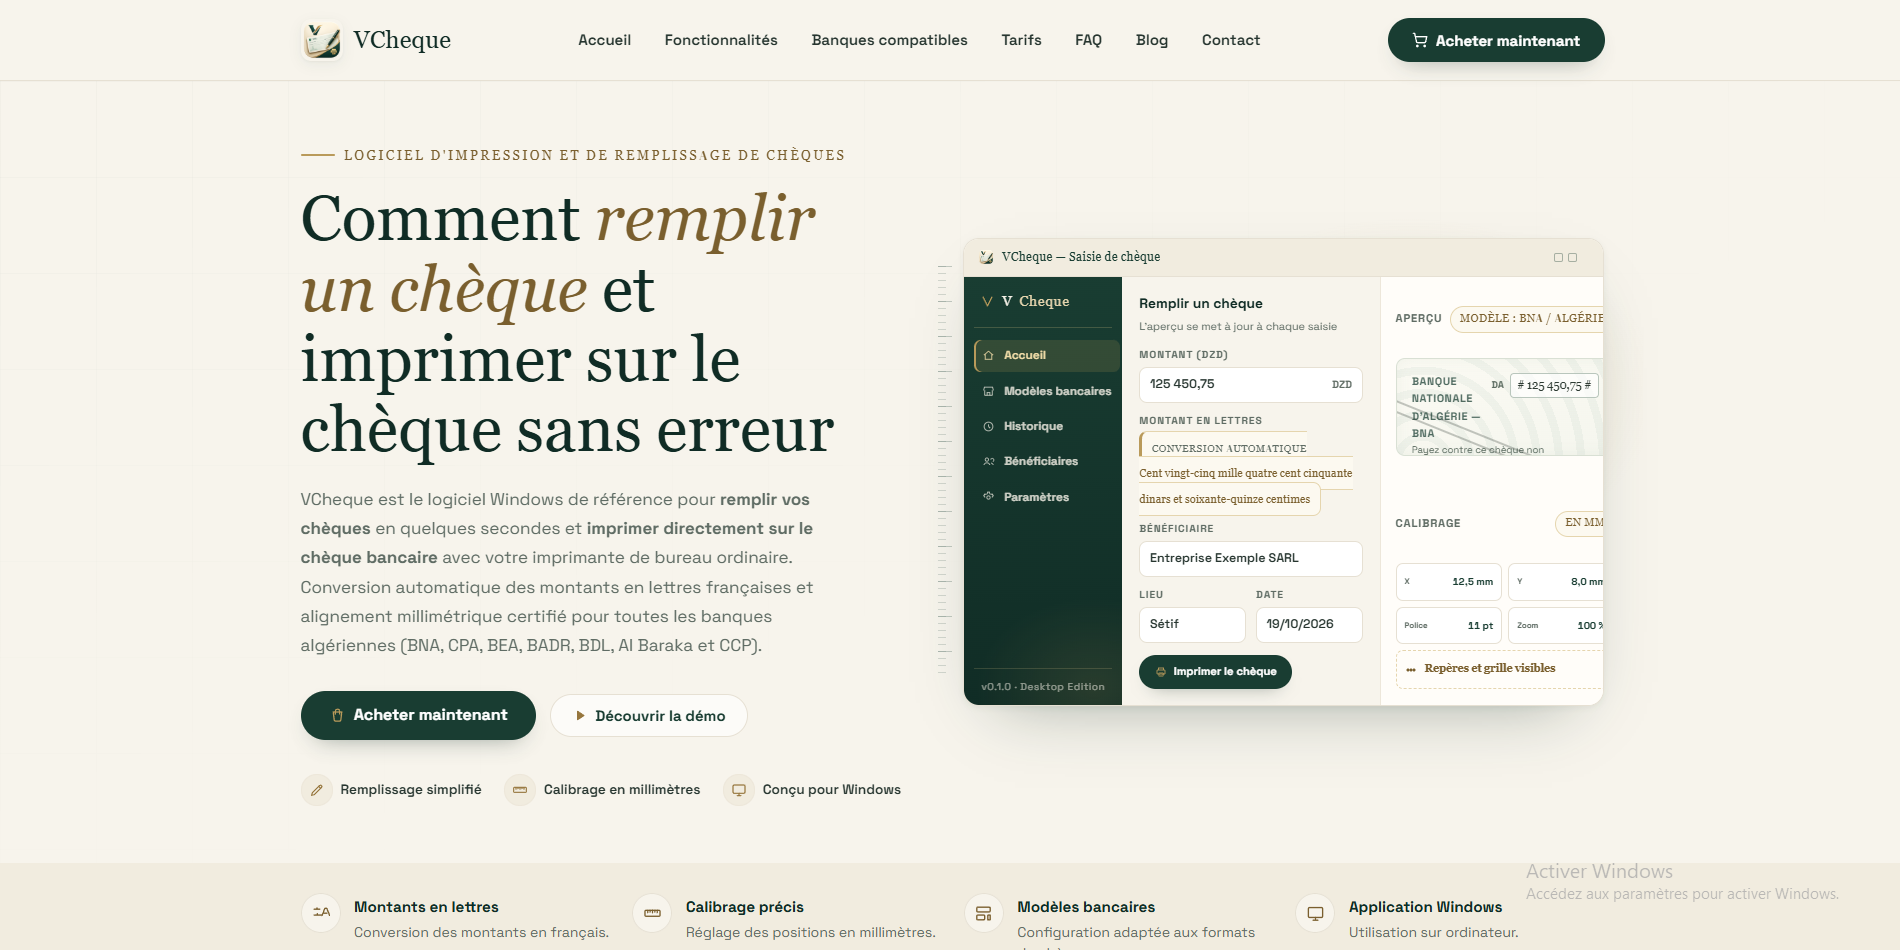 VCheque
Accueil
Fonctionnalités
Banques compatibles
Tarifs
FAQ
Blog
Contact
Acheter maintenant
LOGICIEL D'IMPRESSION ET DE REMPLISSAGE DE CHÈQUES
Comment remplir
un chèque et
imprimer sur le
chèque sans erreur
VCheque est le logiciel Windows de référence pour remplir vos
chèques en quelques secondes et imprimer directement sur le
chèque bancaire avec votre imprimante de bureau ordinaire.
Conversion automatique des montants en lettres françaises et
alignement millimétrique certifié pour toutes les banques
algériennes (BNA, CPA, BEA, BADR, BDL, Al Baraka et CCP).
Acheter maintenant
Découvrir la démo
Remplissage simplifié
Calibrage en millimètres
Conçu pour Windows
VCheque — Saisie de chèque
V Cheque
Accueil
Modèles bancaires
Historique
Bénéficiaires
Paramètres
v0.1.0 · Desktop Edition
Remplir un chèque
L'aperçu se met à jour à chaque saisie
MONTANT (DZD)
125 450,75
DZD
MONTANT EN LETTRES
CONVERSION AUTOMATIQUE
Cent vingt-cinq mille quatre cent cinquante
dinars et soixante-quinze centimes
BÉNÉFICIAIRE
Entreprise Exemple SARL
LIEU
DATE
Sétif
19/10/2026
Imprimer le chèque
APERÇU
MODÈLE : BNA / ALGÉRIE
BANQUE
NATIONALE
D'ALGÉRIE —
BNA
DA
# 125 450,75 #
Payez contre ce chèque non
CALIBRAGE
EN MM
X
12,5 mm
Y
8,0 mm
Police
11 pt
Zoom
100 %
Repères et grille visibles
Montants en lettres
Conversion des montants en français.
Calibrage précis
Réglage des positions en millimètres.
Modèles bancaires
Configuration adaptée aux formats
Application Windows
Utilisation sur ordinateur.
Activer Windows
Accédez aux paramètres pour activer Windows.